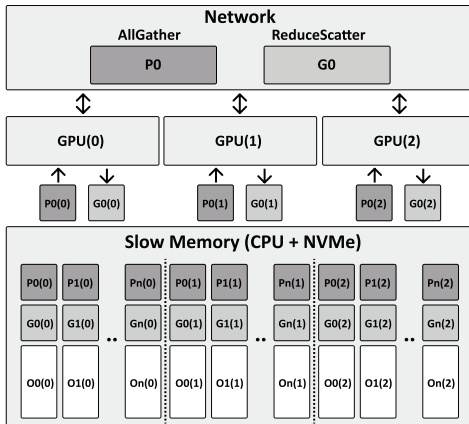 Network
AllGather ReduceScatter
P0 G0
GPU(0) GPU(1) GPU(2)
P0(0) G0(0) P0(1) G0(1) P0(2) G0(2)
Slow Memory (CPU + NVMe)
P0(0) P1(0) Pn(0) P0(1) P1(1) Pn(1) P0(2) P1(2) Pn(2)
G0(0) G1(0) .. Gn(0) G0(1) G1(1) .. Gn(1) G0(2) G1(2) .. Gn(2)
O0(0) O1(0) On(0) O0(1) O1(1) On(1) O0(2) O1(2) On(2)